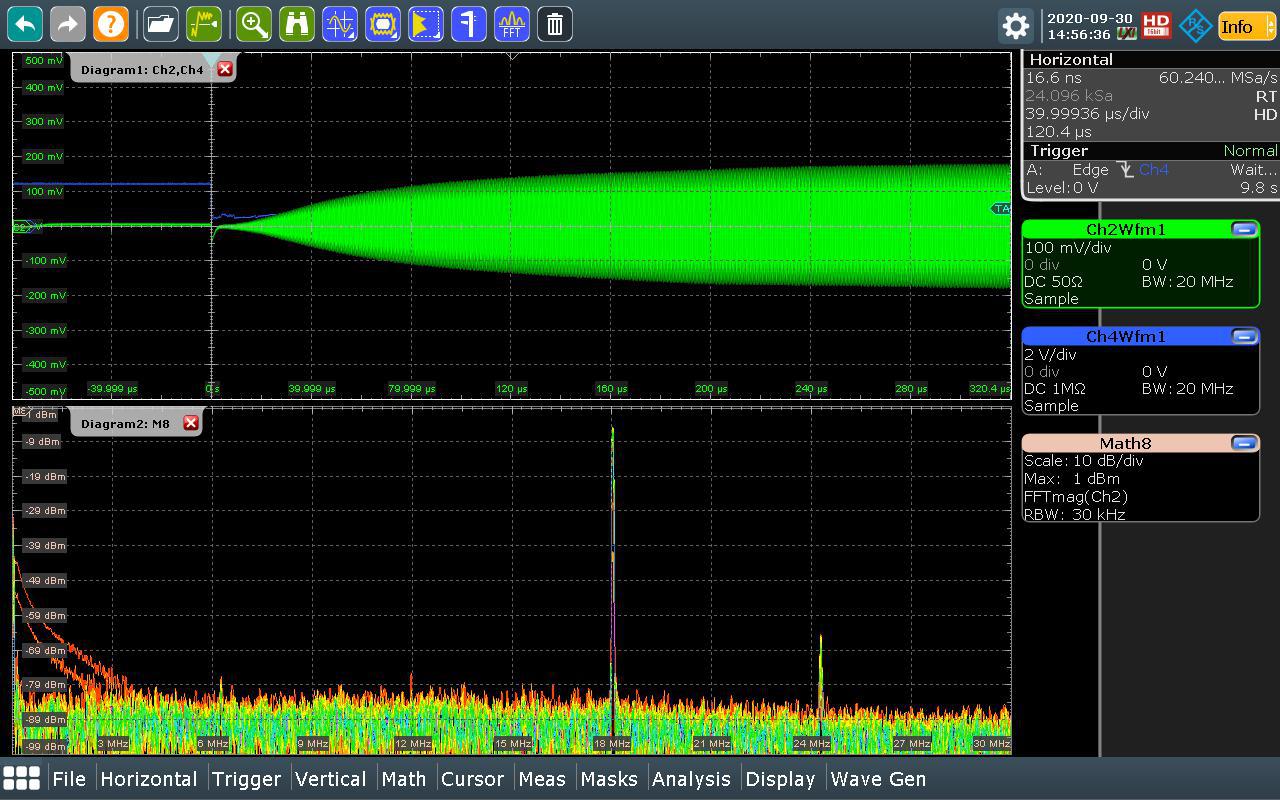 FFT
2020-09-30
14:56:36
HD
16bit
R&S
Info
Diagram1: Ch2,Ch4
500 mV
400 mV
300 mV
200 mV
100 mV
-100 mV
-200 mV
-300 mV
-400 mV
-500 mV
TA
-39.999 µs
0 s
39.999 µs
79.999 µs
120 µs
160 µs
200 µs
240 µs
280 µs
320.4 µs
Diagram2: M8
1 dBm
-9 dBm
-19 dBm
-29 dBm
-39 dBm
-49 dBm
-59 dBm
-69 dBm
-79 dBm
-89 dBm
-99 dBm
3 MHz
6 MHz
9 MHz
12 MHz
15 MHz
18 MHz
21 MHz
24 MHz
27 MHz
30 MHz
Horizontal
16.6 ns 60.240... MSa/s
24.096 kSa RT
39.99936 µs/div HD
120.4 µs
Trigger Normal
A: Edge Ch4 Wait...
Level:0 V 9.8 s
Ch2Wfm1
100 mV/div
0 div 0 V
DC 50Ω BW: 20 MHz
Sample
Ch4Wfm1
2 V/div
0 div 0 V
DC 1MΩ BW: 20 MHz
Sample
Math8
Scale: 10 dB/div
Max: 1 dBm
FFTmag(Ch2)
RBW: 30 kHz
File Horizontal Trigger Vertical Math Cursor Meas Masks Analysis Display Wave Gen